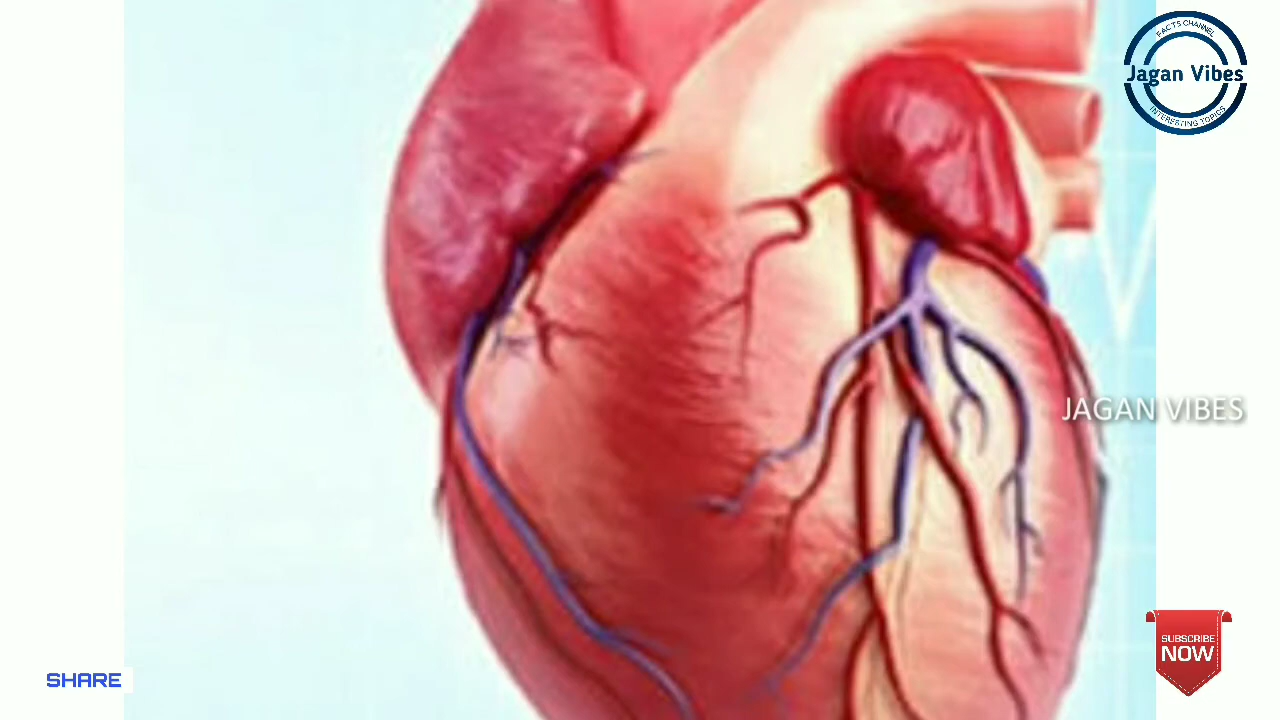 FACTS CHANNEL
Jagan Vibes
INTERESTING TOPICS
JAGAN VIBES
SUBSCRIBE
NOW
SHARE